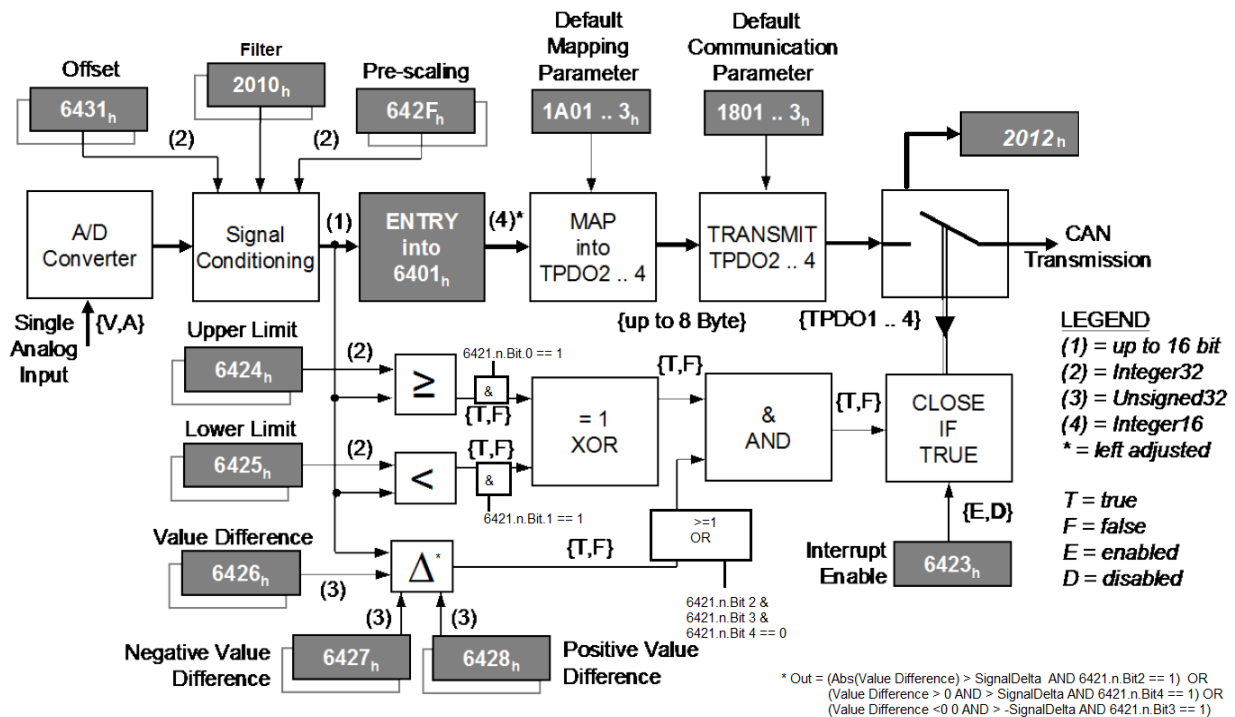 Default
Mapping
Parameter
Default
Communication
Parameter
Offset
Filter
Pre-scaling
6431h
2010h
642Fh
1A01 .. 3h
1801 .. 3h
2012h
(2)
(2)
A/D
Converter
Signal
Conditioning
(1)
ENTRY
into
6401h
(4)*
MAP
into
TPDO2 .. 4
TRANSMIT
TPDO2 .. 4
CAN
Transmission
Single
Analog
Input
{V,A}
{up to 8 Byte}
{TPDO1 .. 4}
LEGEND
(1) = up to 16 bit
(2) = Integer32
(3) = Unsigned32
(4) = Integer16
* = left adjusted
T = true
F = false
E = enabled
D = disabled
Upper Limit
6424h
(2)
≥
6421.n.Bit.0 == 1
&
{T,F}
Lower Limit
6425h
(2)
<
{T,F}
&
6421.n.Bit.1 == 1
= 1
XOR
{T,F}
&
AND
{T,F}
CLOSE
IF
TRUE
{E,D}
Interrupt
Enable
6423h
Value Difference
6426h
(3)
Δ*
{T,F}
>=1
OR
6421.n.Bit 2 &
6421.n.Bit 3 &
6421.n.Bit 4 == 0
(3)
(3)
Negative Value
Difference
6427h
6428h
Positive Value
Difference
* Out = (Abs(Value Difference) > SignalDelta AND 6421.n.Bit2 == 1) OR
(Value Difference > 0 AND > SignalDelta AND 6421.n.Bit4 == 1) OR
(Value Difference <0 0 AND > -SignalDelta AND 6421.n.Bit3 == 1)